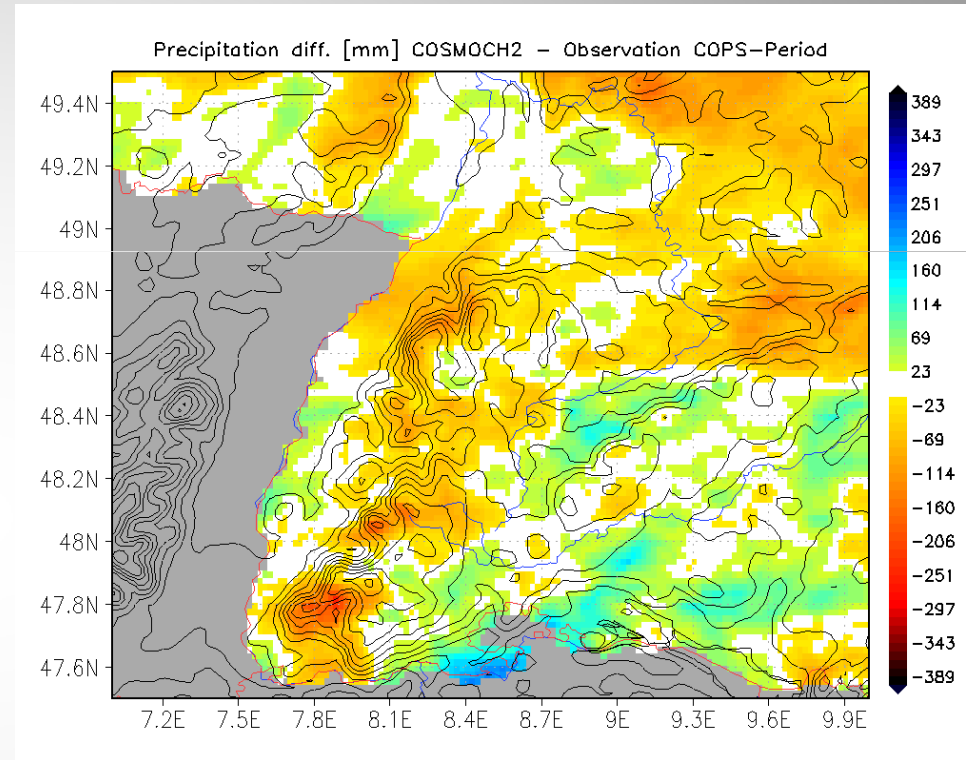 Precipitation diff. [mm] COSMOCH2 – Observation COPS–Period
49.4N
49.2N
49N
48.8N
48.6N
48.4N
48.2N
48N
47.8N
47.6N
7.2E 7.5E 7.8E 8.1E 8.4E 8.7E 9E 9.3E 9.6E 9.9E
389
343
297
251
206
160
114
69
23
−23
−69
−114
−160
−206
−251
−297
−343
−389